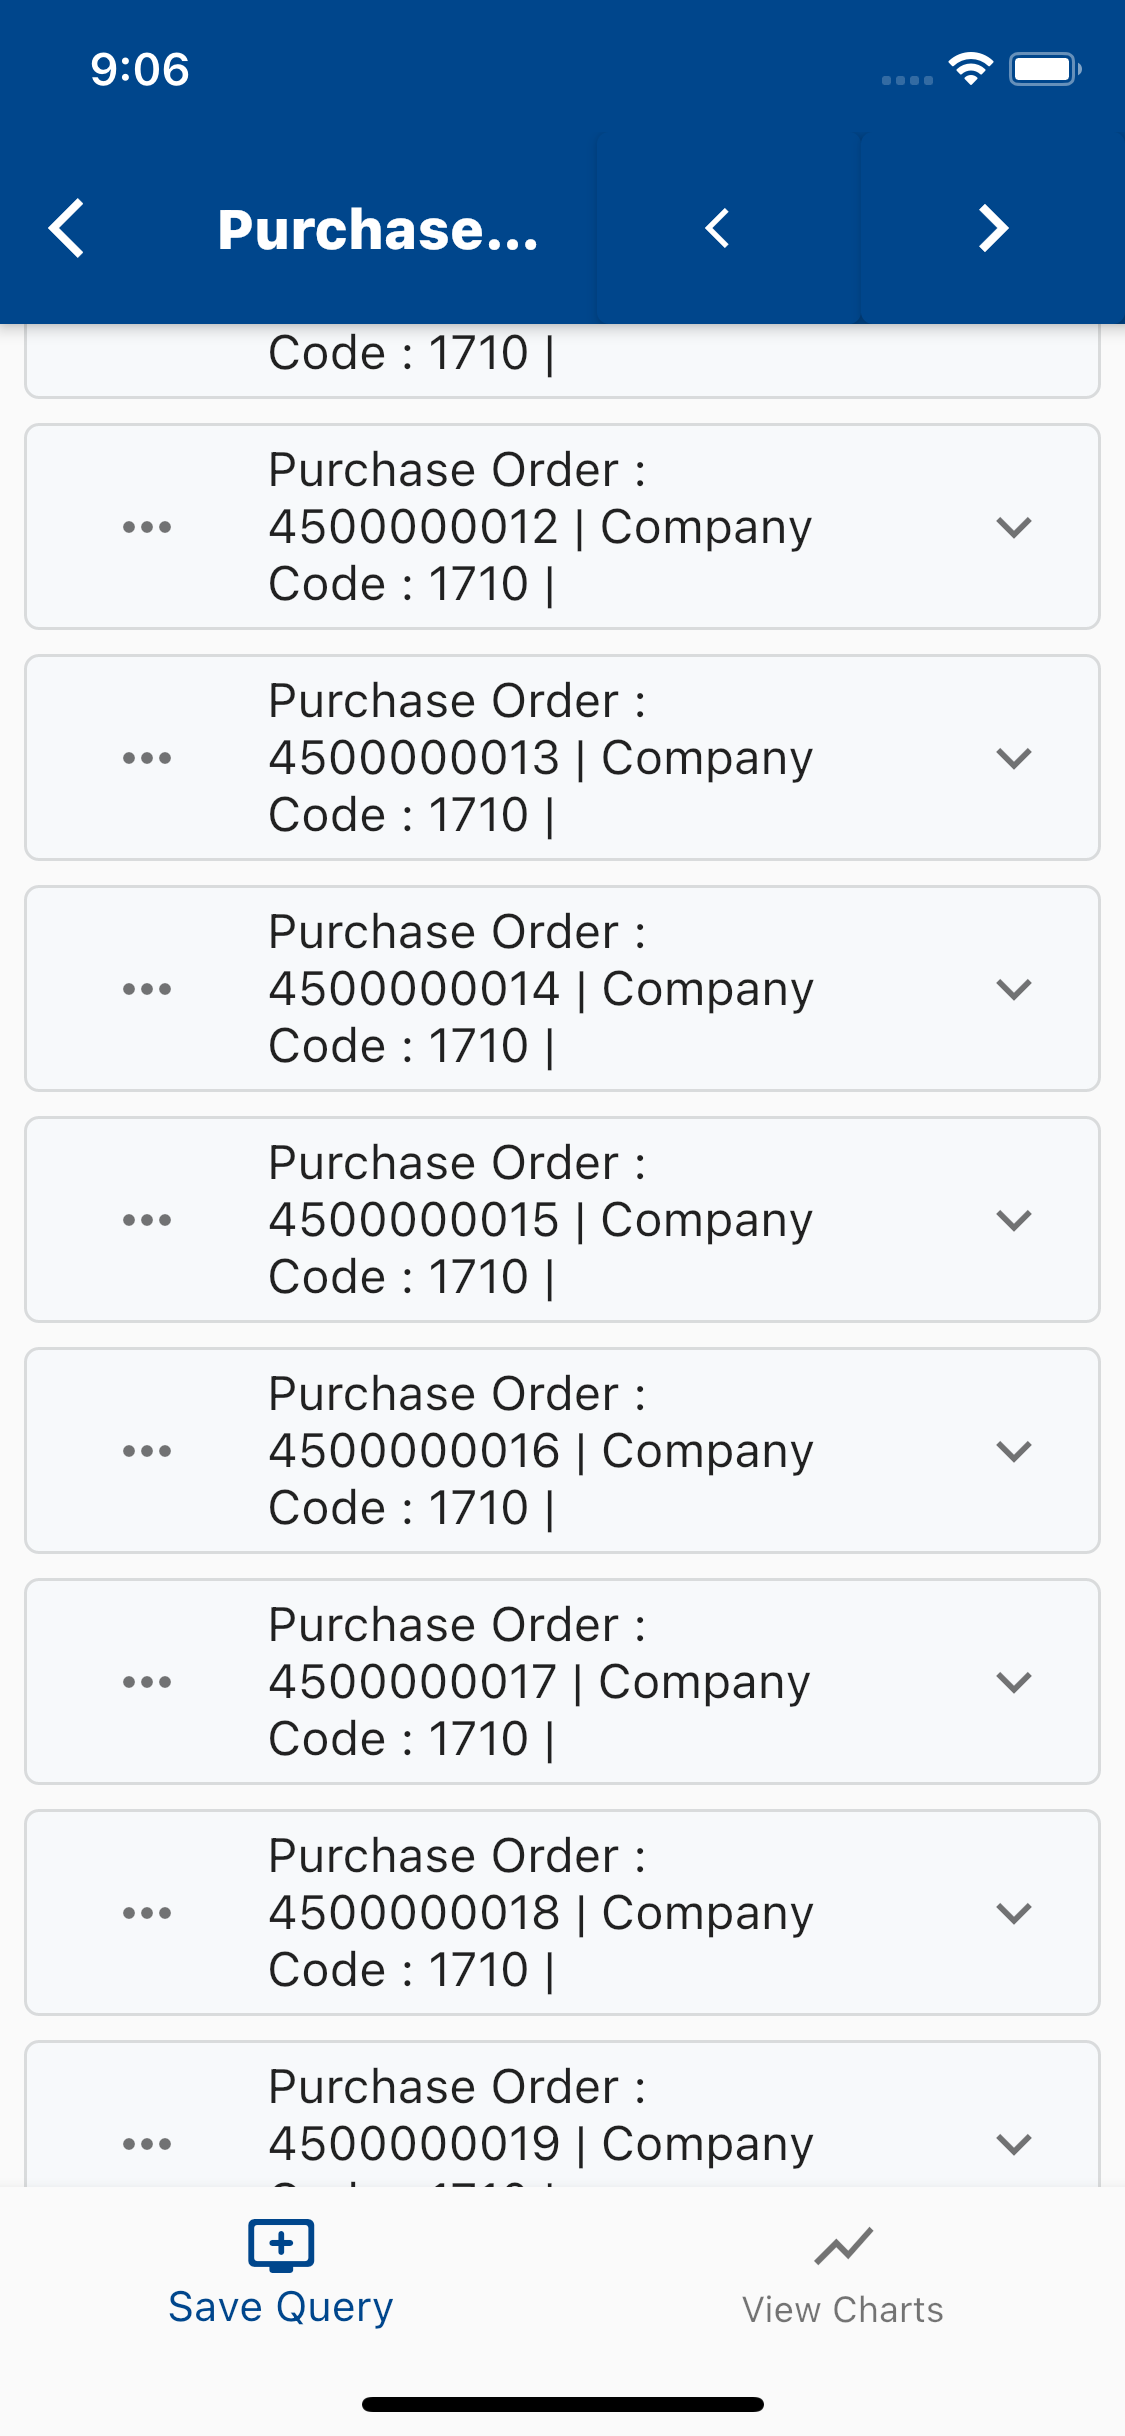 9:06
Purchase...
Code : 1710 |
Purchase Order :
4500000012 | Company
Code : 1710 |
Purchase Order :
4500000013 | Company
Code : 1710 |
Purchase Order :
4500000014 | Company
Code : 1710 |
Purchase Order :
4500000015 | Company
Code : 1710 |
Purchase Order :
4500000016 | Company
Code : 1710 |
Purchase Order :
4500000017 | Company
Code : 1710 |
Purchase Order :
4500000018 | Company
Code : 1710 |
Purchase Order :
4500000019 | Company
Save Query
View Charts